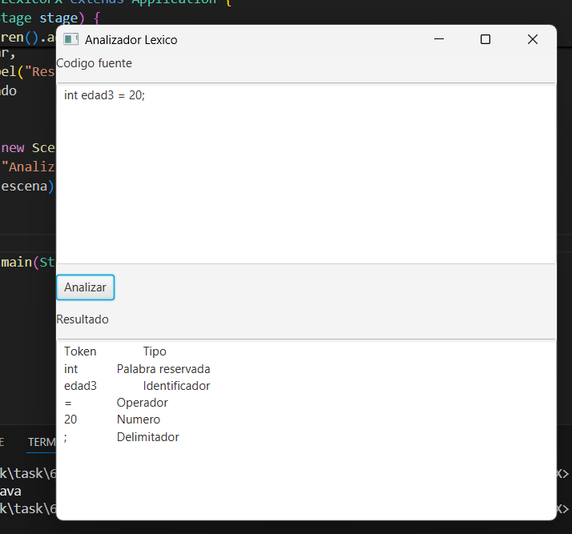 LexicoFX extends Application {
Stage stage) {
ren().a
Analizador Lexico
Codigo fuente
r,
el("Res
do
int edad3 = 20;
new Sce
"Analiz
escena)
main(St
Analizar
Resultado
Token Tipo
int Palabra reservada
edad3 Identificador
= Operador
20 Numero
; Delimitador
E TERM
k\task\6 X>
ava
k\task\6 X>